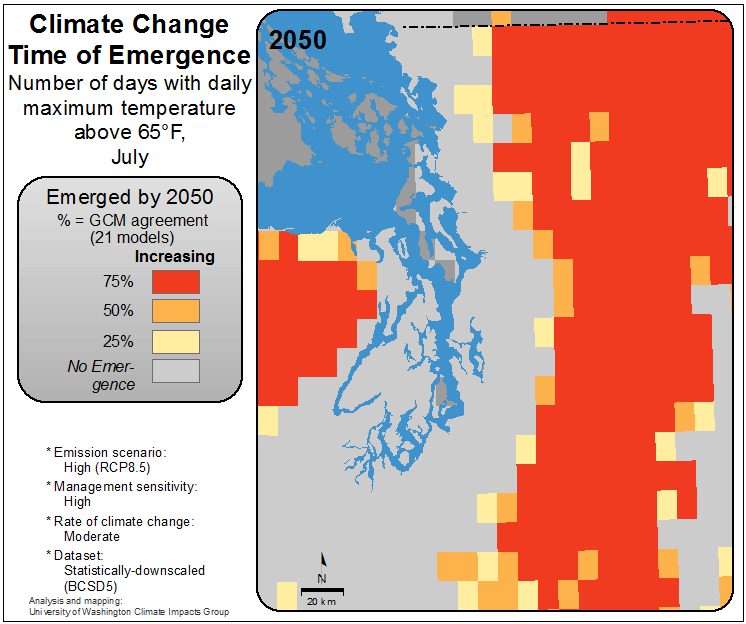 Climate Change
Time of Emergence
Number of days with daily
maximum temperature
above 65°F,
July
Emerged by 2050
% = GCM agreement
(21 models)
Increasing
75%
50%
25%
No Emer-
gence
* Emission scenario:
High (RCP8.5)
* Management sensitivity:
High
* Rate of climate change:
Moderate
* Dataset:
Statistically-downscaled
(BCSD5)
Analysis and mapping:
University of Washington Climate Impacts Group
2050
N
20 km